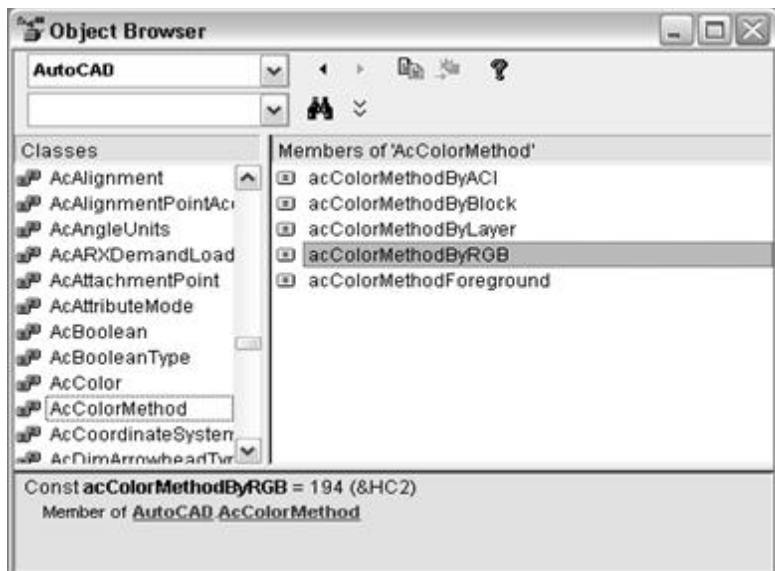 Object Browser
AutoCAD
Classes
Members of 'AcColorMethod'
AcAlignment
AcAlignmentPointAc
AcAngleUnits
AcARXDemandLoad
AcAttachmentPoint
AcAttributeMode
AcBoolean
AcBooleanType
AcColor
AcColorMethod
AcCoordinateSystem
AcDimArrowheadTyp
acColorMethodByACI
acColorMethodByBlock
acColorMethodByLayer
acColorMethodByRGB
acColorMethodForeground
Const acColorMethodByRGB = 194 (&HC2)
Member of AutoCAD.AcColorMethod